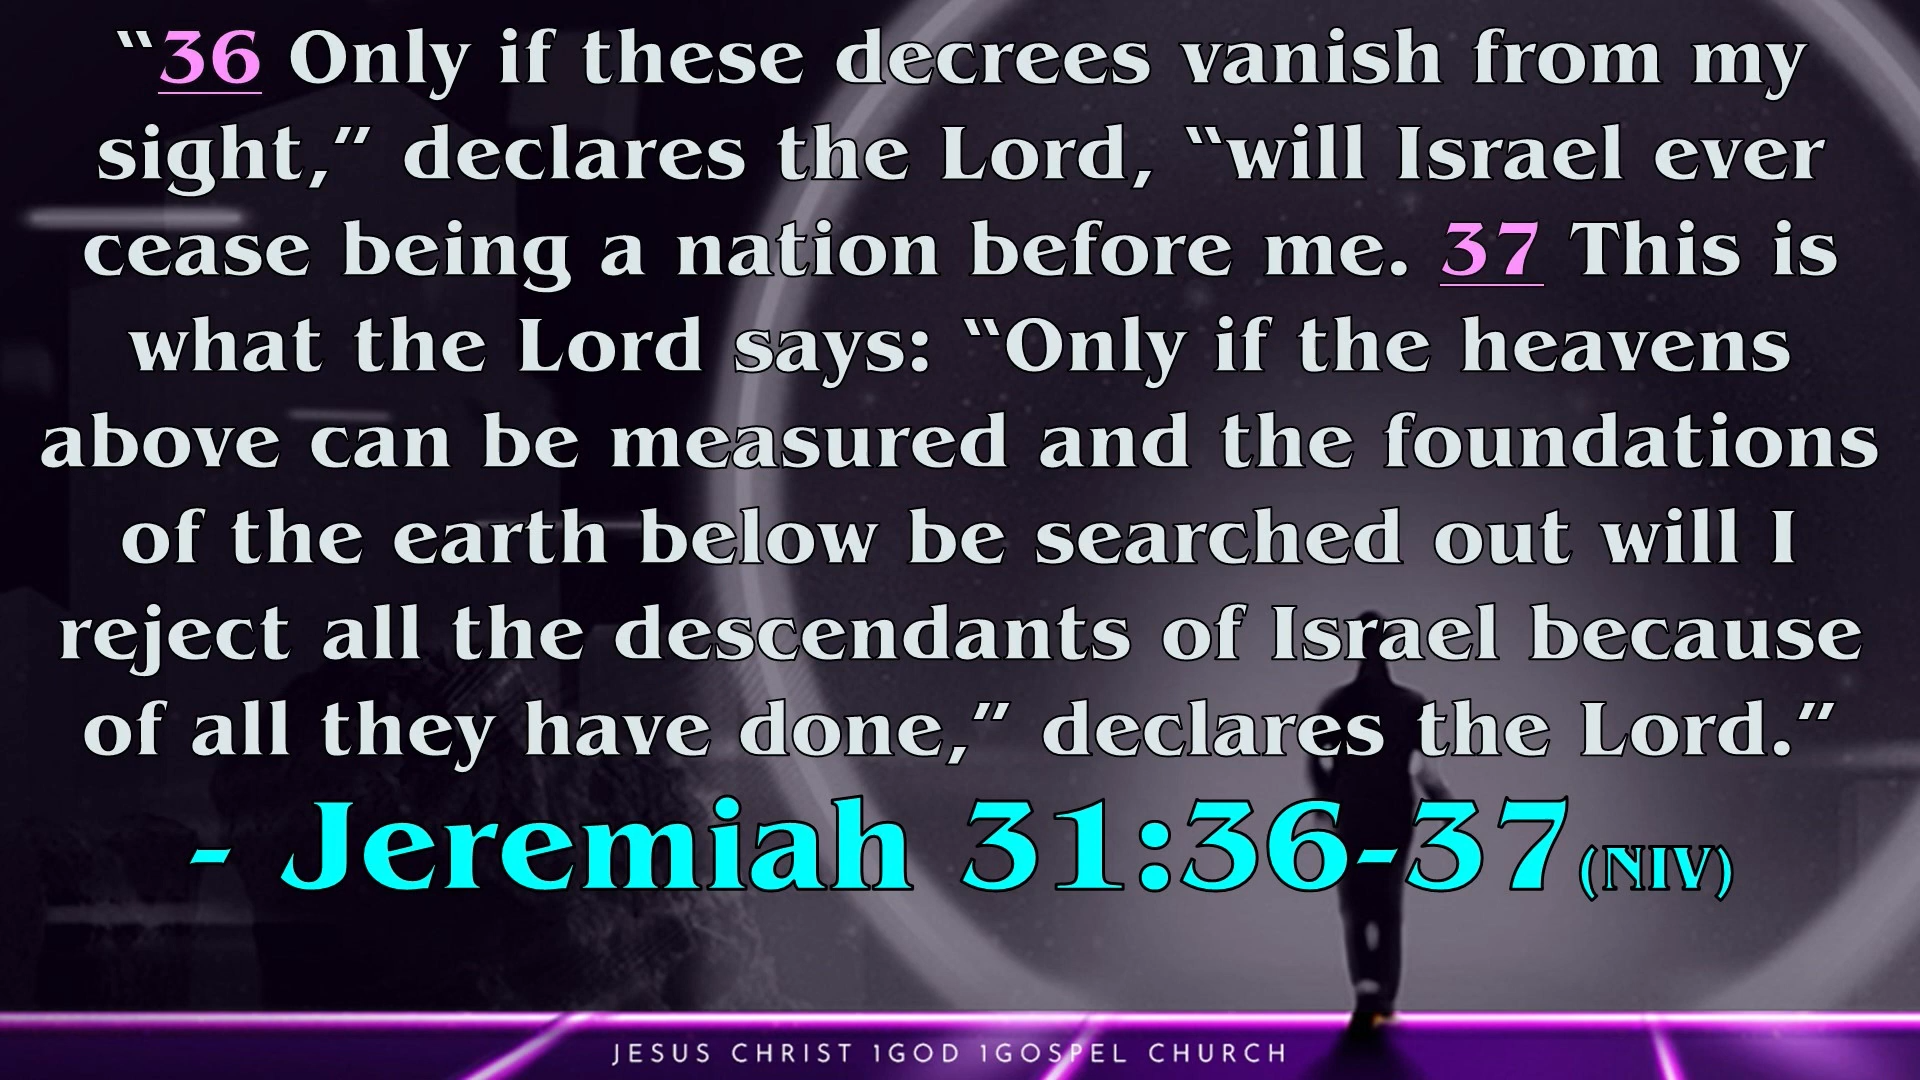 “36 Only if these decrees vanish from my
sight,” declares the Lord, “will Israel ever
cease being a nation before me. 37 This is
what the Lord says: “Only if the heavens
above can be measured and the foundations
of the earth below be searched out will I
reject all the descendants of Israel because
of all they have done,” declares the Lord.”
- Jeremiah 31:36-37(NIV)
JESUS CHRIST 1GOD 1GOSPEL CHURCH